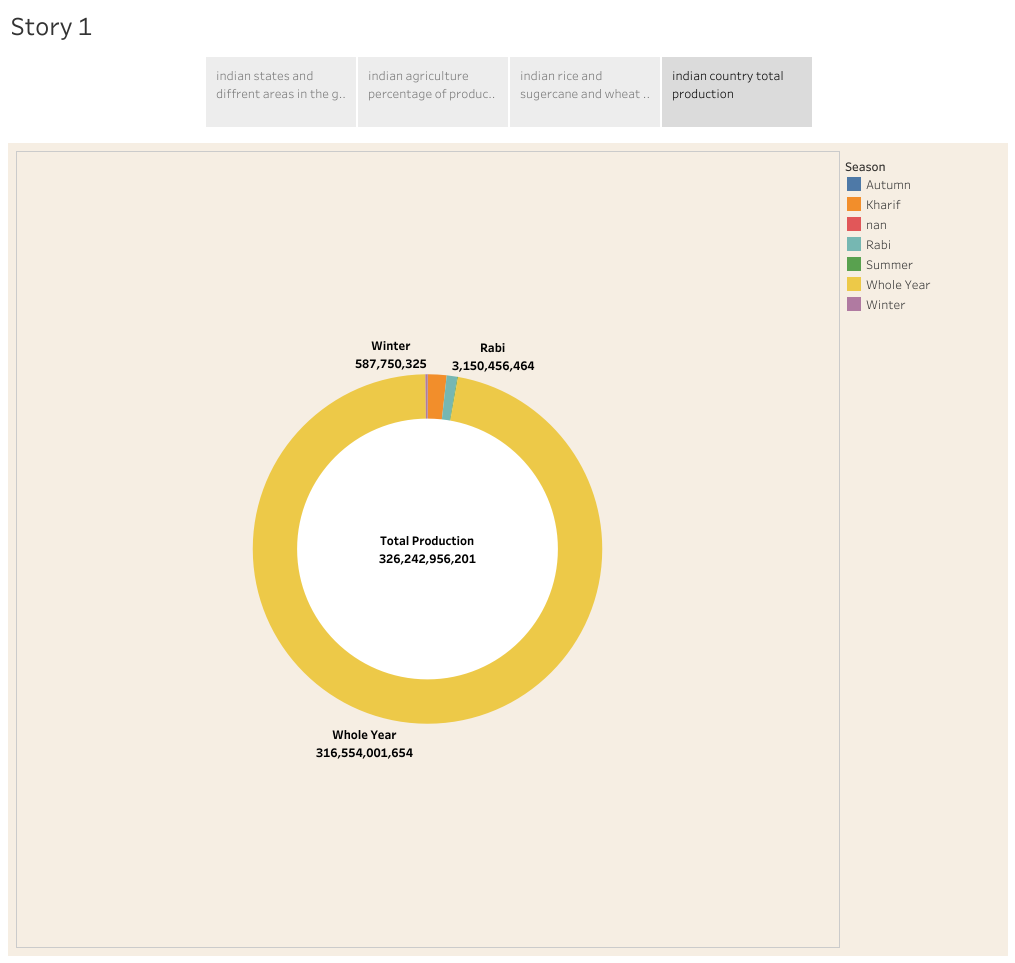 Story 1
indian states and
diffrent areas in the g..
indian agriculture
percentage of produc..
indian rice and
sugercane and wheat ..
indian country total
production
Season
Autumn
Kharif
nan
Rabi
Summer
Whole Year
Winter
Winter
587,750,325
Rabi
3,150,456,464
Total Production
326,242,956,201
Whole Year
316,554,001,654